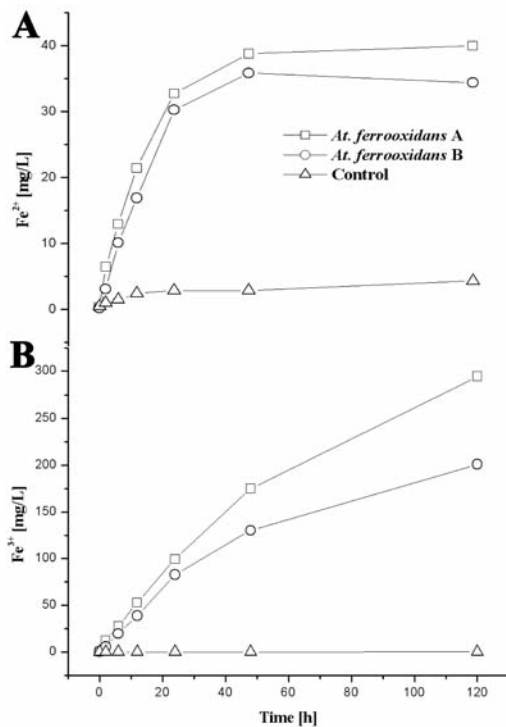 A
40
30
20
10
0
Fe²⁺ [mg/L]
At. ferrooxidans A
At. ferrooxidans B
Control
B
300
250
200
150
100
50
0
Fe³⁺ [mg/L]
0 20 40 60 80 100 120
Time [h]